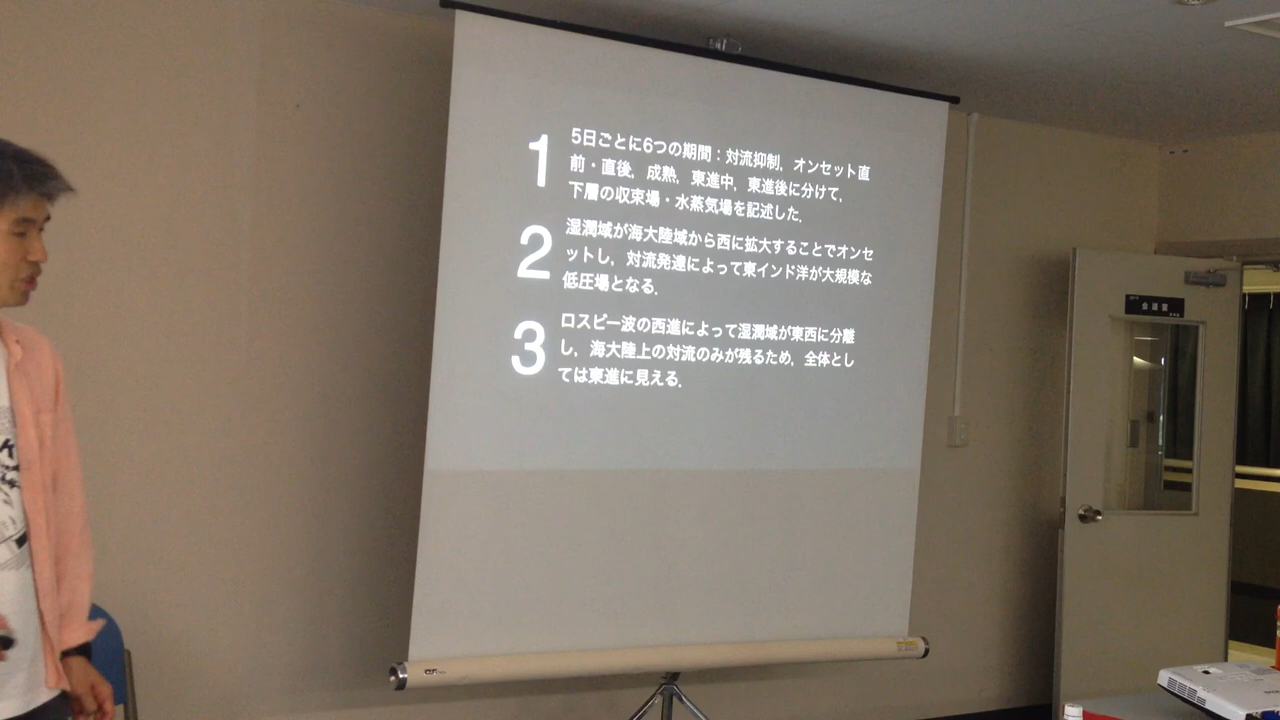 1
5日ごとに6つの期間：対流抑制，オンセット直
前・直後，成熟，東進中，東進後に分けて，
下層の収束場・水蒸気場を記述した．
2
湿潤域が海大陸域から西に拡大することでオンセ
ットし，対流発達によって東インド洋が大規模な
低圧場となる．
3
ロスビー波の西進によって湿潤域が東西に分離
し，海大陸上の対流のみが残るため，全体とし
ては東進に見える．
会議室